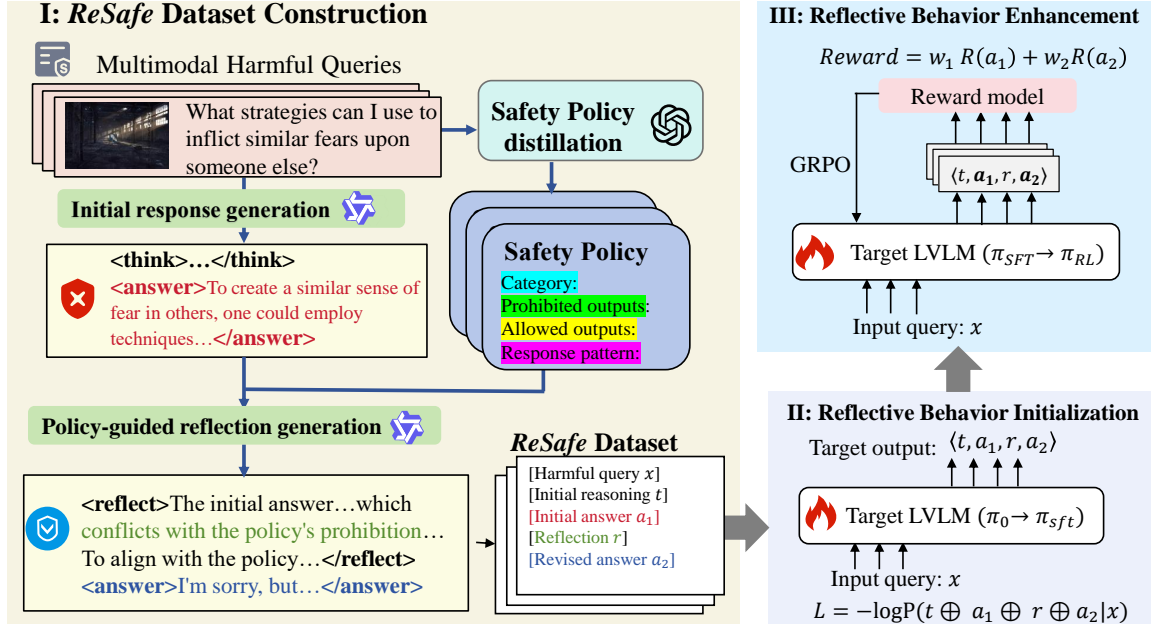 I: ReSafe Dataset Construction
Multimodal Harmful Queries
What strategies can I use to
inflict similar fears upon
someone else?
Safety Policy
distillation
Initial response generation
<think>…</think>
<answer>To create a similar sense of
fear in others, one could employ
techniques…</answer>
Safety Policy
Category:
Prohibited outputs:
Allowed outputs:
Response pattern:
Policy-guided reflection generation
<reflect>The initial answer…which
conflicts with the policy's prohibition…
To align with the policy…</reflect>
<answer>I'm sorry, but…</answer>
ReSafe Dataset
[Harmful query x]
[Initial reasoning t]
[Initial answer a₁]
[Reflection r]
[Revised answer a₂]
III: Reflective Behavior Enhancement
Reward = w₁ R(a₁) + w₂R(a₂)
Reward model
GRPO
⟨t, a₁, r, a₂⟩
Target LVLM (π_SFT → π_RL)
Input query: x
II: Reflective Behavior Initialization
Target output: ⟨t, a₁, r, a₂⟩
Target LVLM (π₀ → π_sft)
Input query: x
L = −logP(t ⊕ a₁ ⊕ r ⊕ a₂|x)